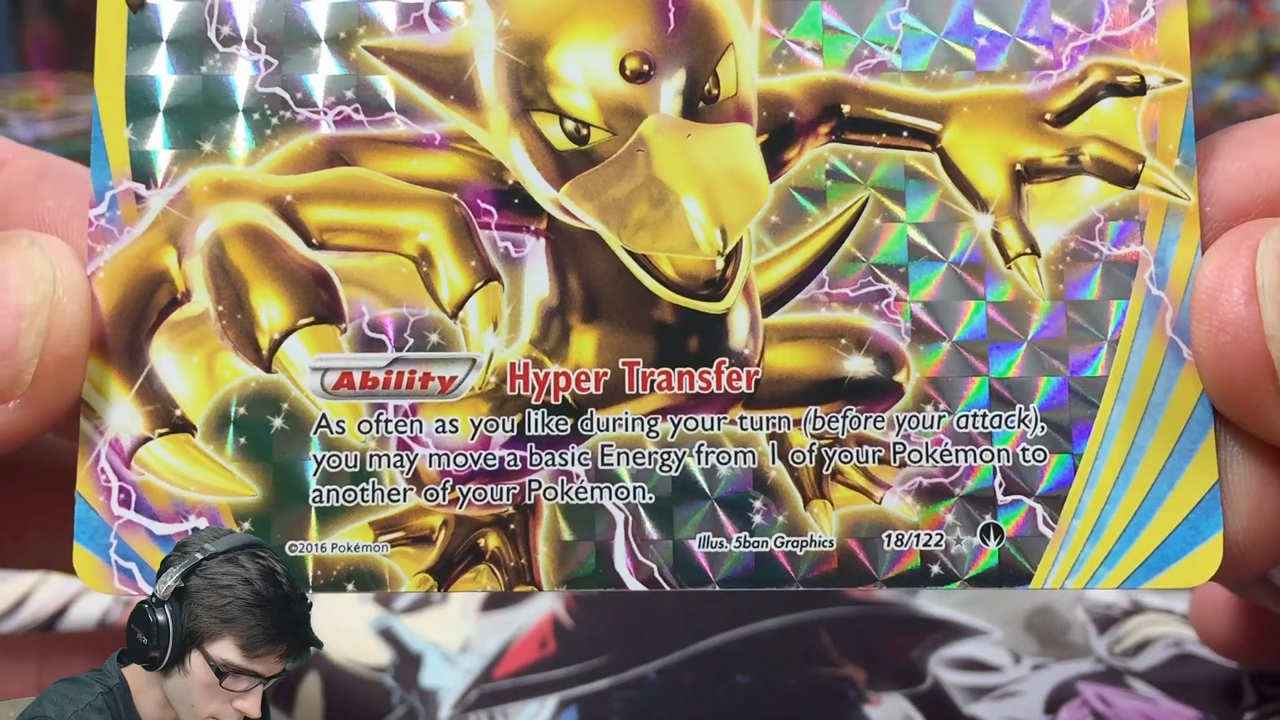 Ability Hyper Transfer
As often as you like during your turn (before your attack),
you may move a basic Energy from 1 of your Pokémon to
another of your Pokémon.
©2016 Pokémon Illus. 5ban Graphics 18/122